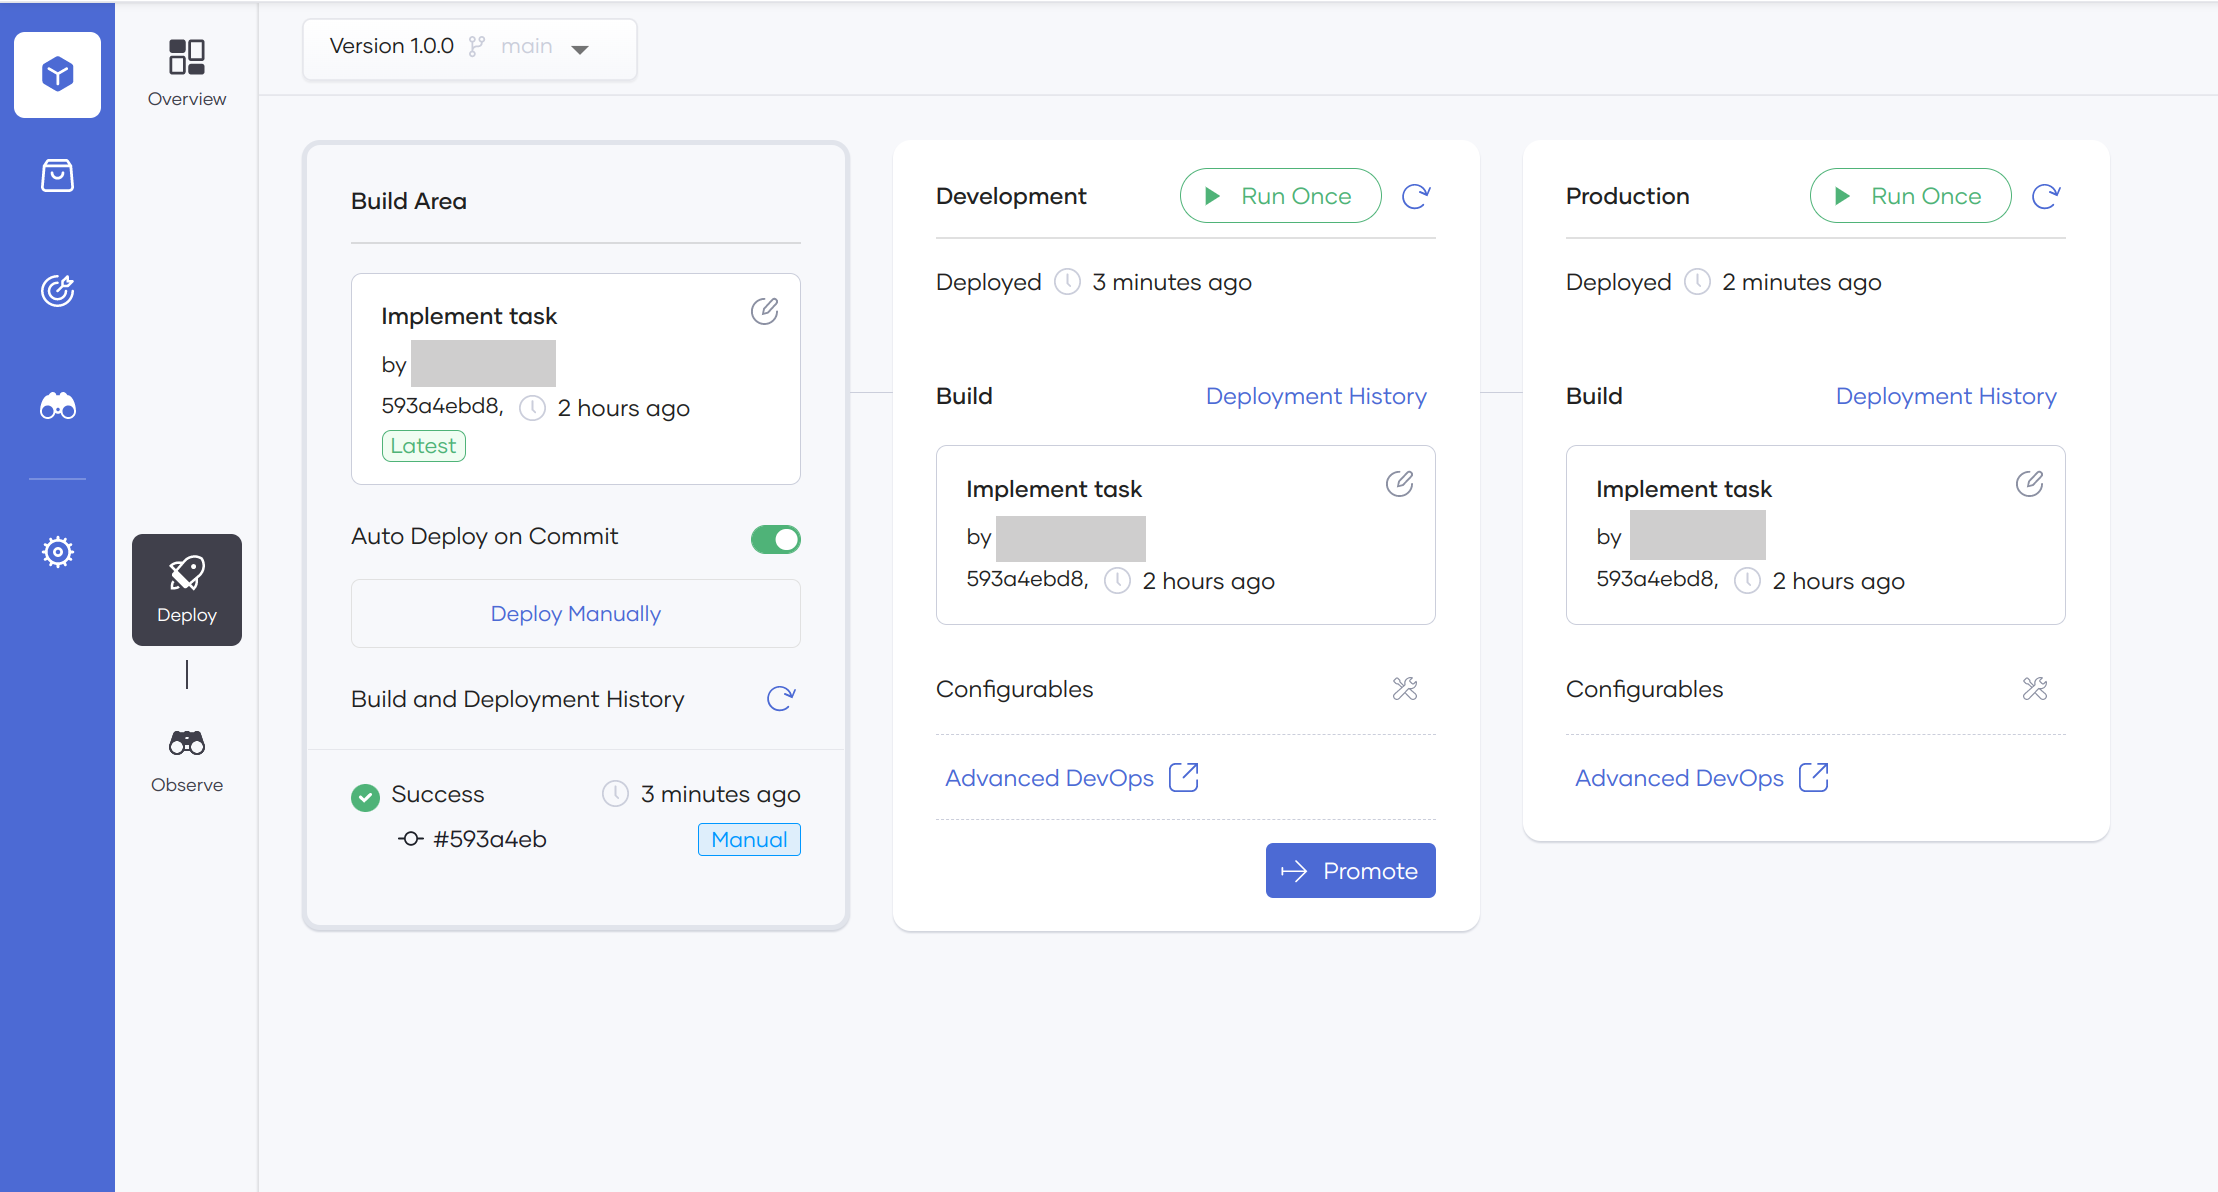 Version 1.0.0 main
Overview
Deploy
Observe
Build Area
Implement task
by
593a4ebd8, 2 hours ago
Latest
Auto Deploy on Commit
Deploy Manually
Build and Deployment History
Success 3 minutes ago
#593a4eb Manual
Development Run Once
Deployed 3 minutes ago
Build Deployment History
Implement task
by
593a4ebd8, 2 hours ago
Configurables
Advanced DevOps
Promote
Production Run Once
Deployed 2 minutes ago
Build Deployment History
Implement task
by
593a4ebd8, 2 hours ago
Configurables
Advanced DevOps